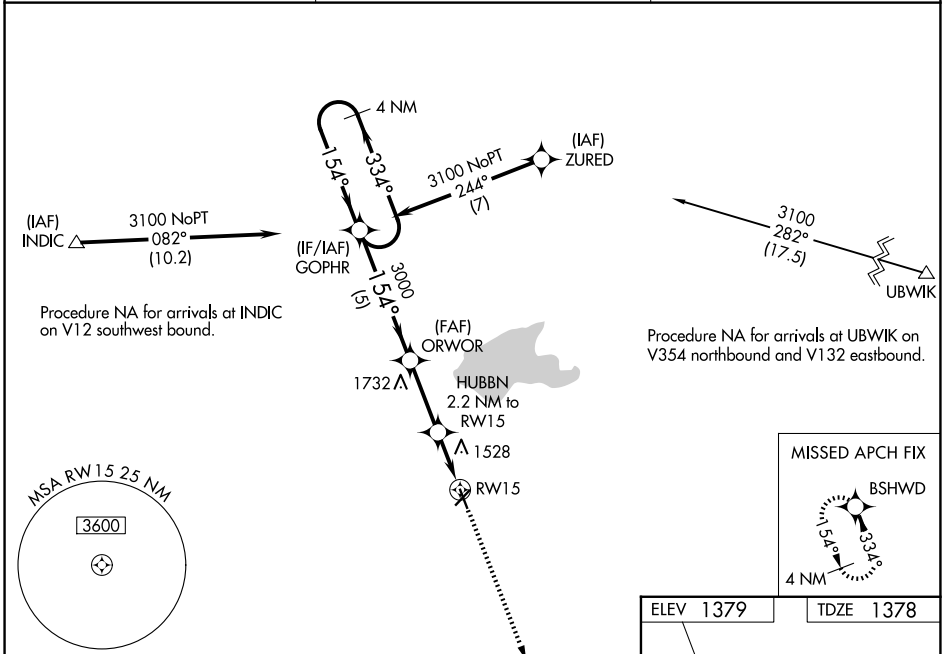 4 NM
154°
334°
(IAF)
ZURED
3100 NoPT
244°
(7)
(IAF)
INDIC
3100 NoPT
082°
(10.2)
(IF/IAF)
GOPHR
3000
154°
(5)
3100
282°
(17.5)
UBWIK
Procedure NA for arrivals at INDIC
on V12 southwest bound.
Procedure NA for arrivals at UBWIK on
V354 northbound and V132 eastbound.
(FAF)
ORWOR
1732
HUBBN
2.2 NM to
RW15
1528
RW15
MSA RW15 25 NM
3600
MISSED APCH FIX
BSHWD
154°
334°
4 NM
ELEV 1379
TDZE 1378